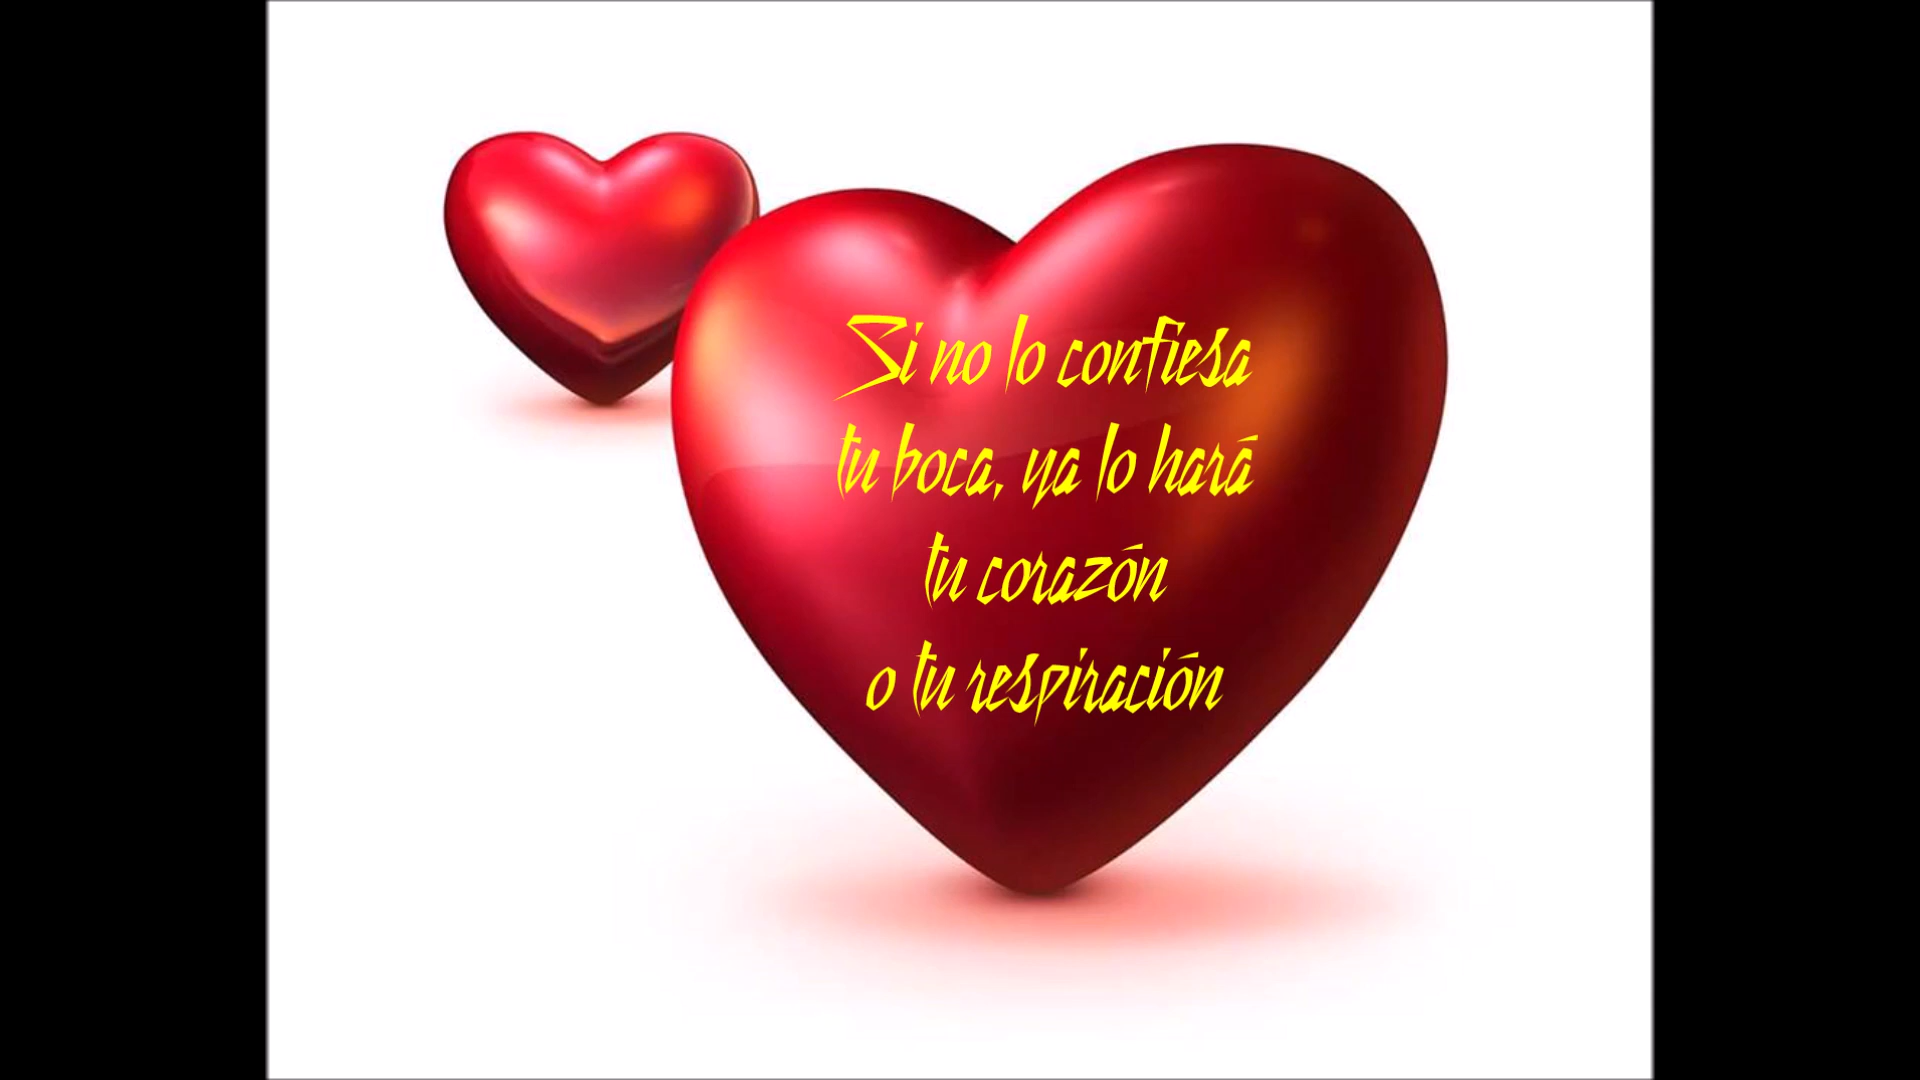 Si no lo confiesa
tu boca, ya lo hará
tu corazón
o tu respiración